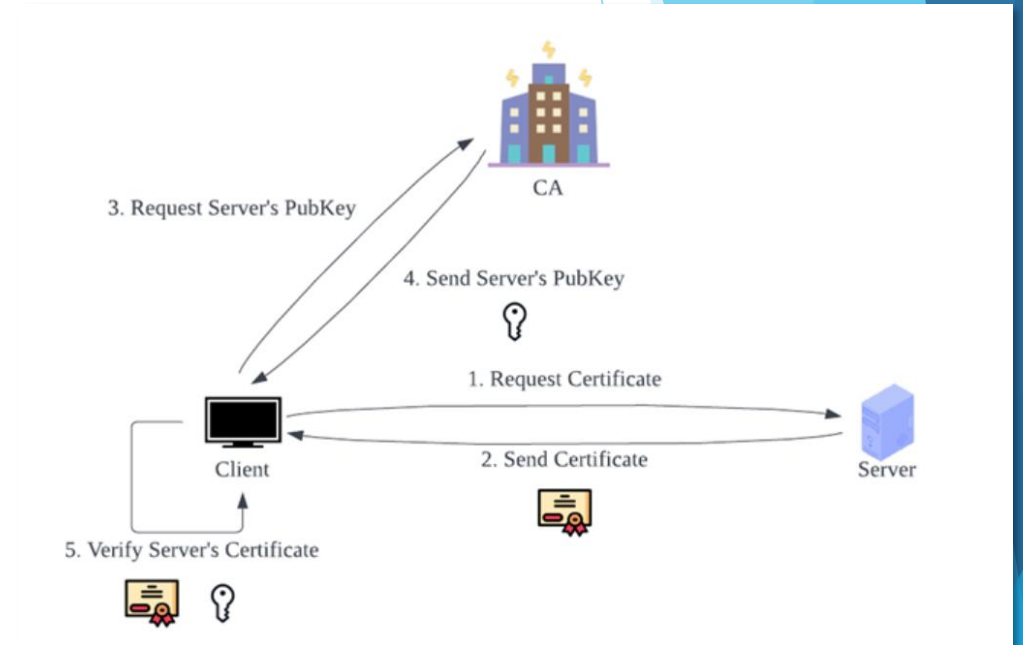 CA
3. Request Server's PubKey
4. Send Server's PubKey
1. Request Certificate
2. Send Certificate
Client
Server
5. Verify Server's Certificate